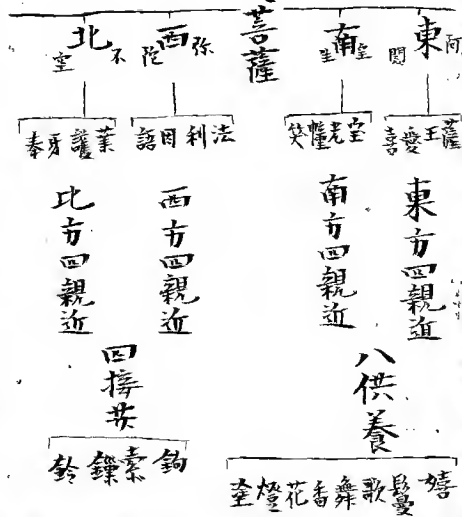 東 阿閦
南 宝生
菩薩
西 弥陀
北 不空
薩王愛喜
宝光幢笑
法利因語
業護牙拳
東方四親近
南方四親近
西方四親近
北方四親近
八供養
四接𦬇
嬉鬘歌舞香花燈塗
鈎索鏁鈴